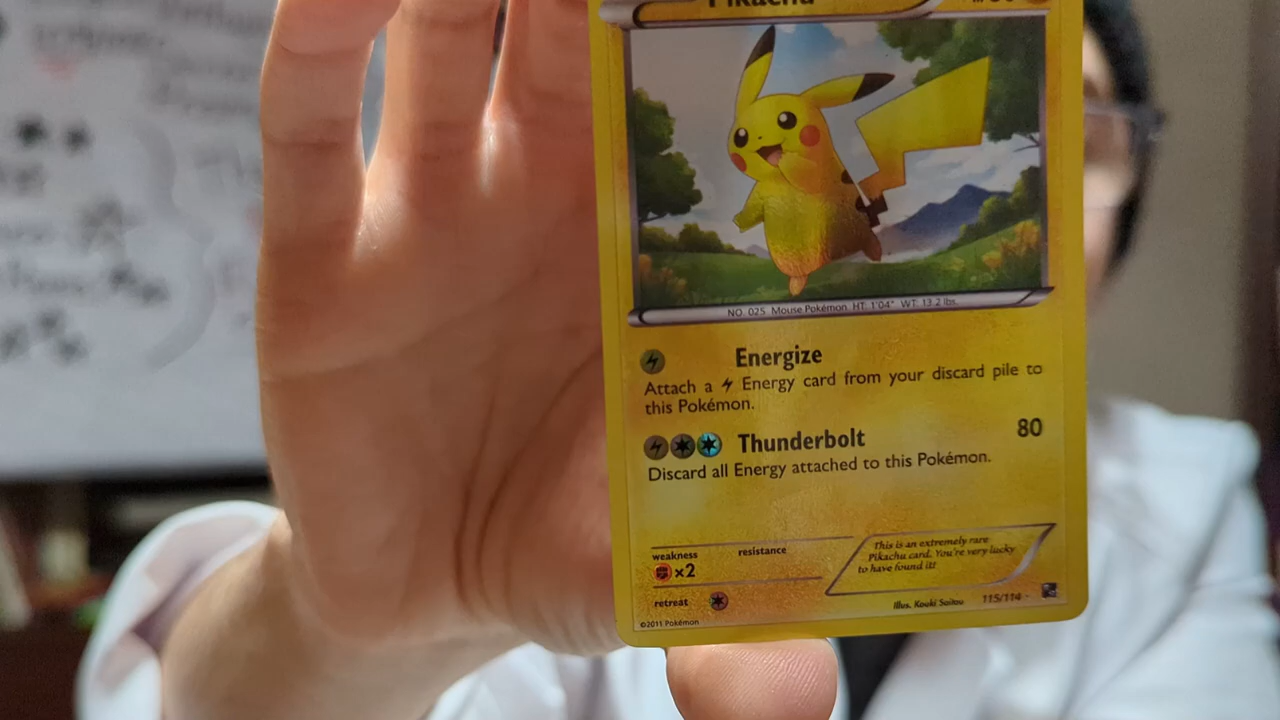 Pikachu
NO. 025 Mouse Pokémon. HT: 1'04" WT: 13.2 lbs.
Energize
Attach a Energy card from your discard pile to
this Pokémon.
Thunderbolt 80
Discard all Energy attached to this Pokémon.
weakness resistance
×2
This is an extremely rare
Pikachu card. You're very lucky
to have found it!
retreat
Illus. Kouki Saitou 115/114
©2011 Pokémon